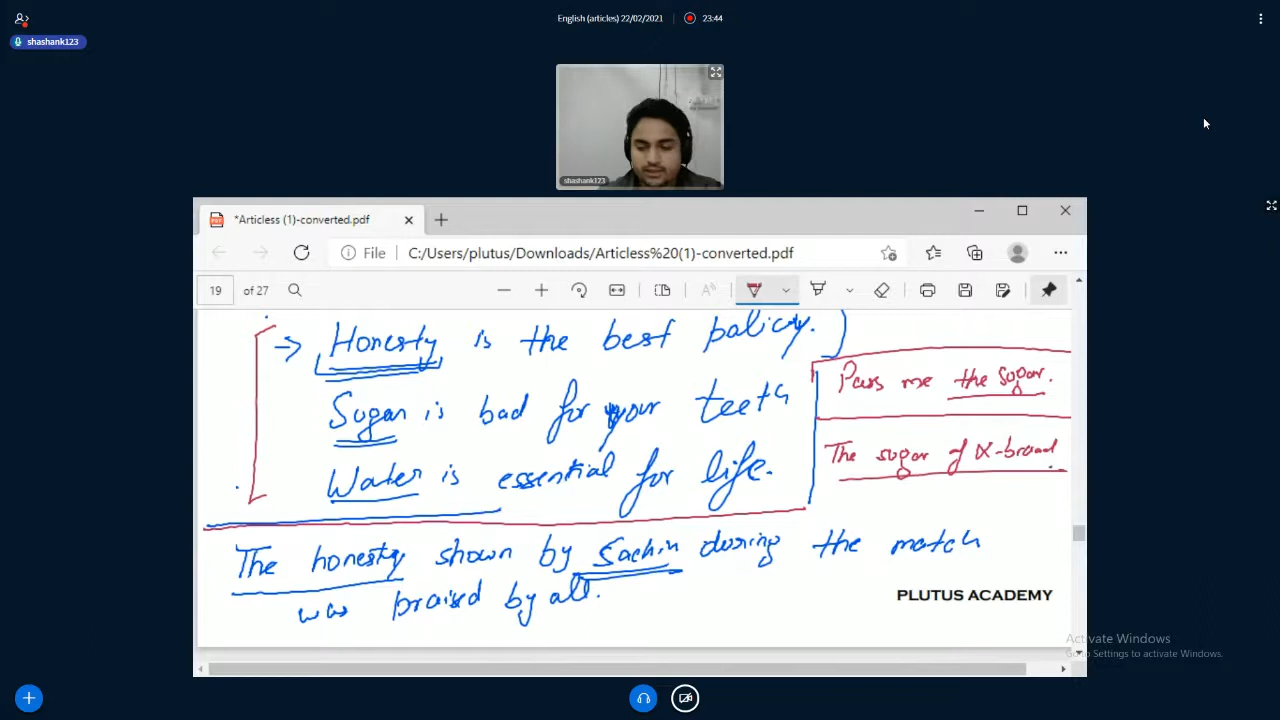 English (articles) 22/02/2021 23:44
shashank123
shashank123
*Articless (1)-converted.pdf
File C:/Users/plutus/Downloads/Articless%20(1)-converted.pdf
19 of 27
→ Honesty is the best policy.
Sugar is bad for your teeth
Water is essential for life.
Pass me the sugar.
The sugar of X-brand
The honesty shown by Sachin during the match
was praised by all.
PLUTUS ACADEMY
Activate Windows
Go to Settings to activate Windows.